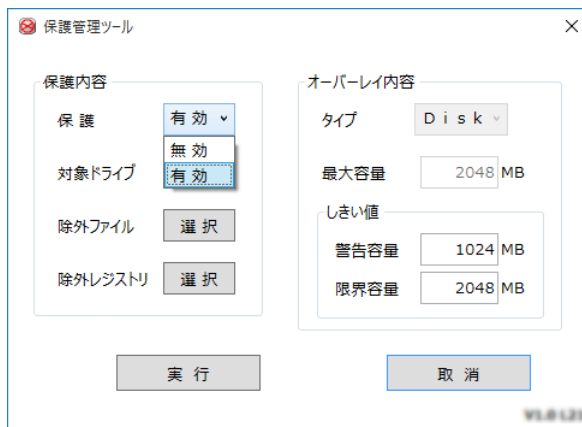 保護管理ツール
保護内容
保 護
有 効
無 効
有 効
対象ドライブ
除外ファイル
選 択
除外レジストリ
選 択
オーバーレイ内容
タイプ
Ｄｉｓｋ
最大容量
2048 MB
しきい値
警告容量
1024 MB
限界容量
2048 MB
実 行
取 消